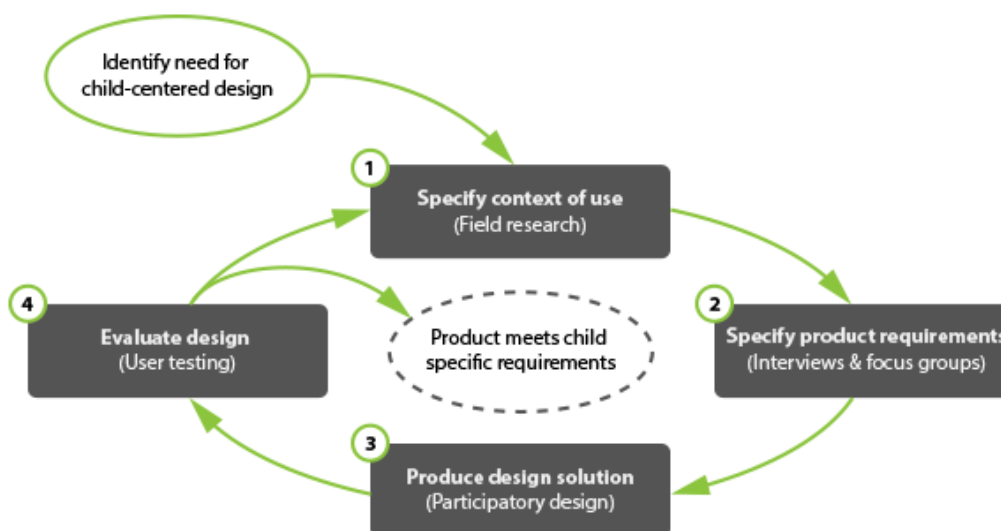 Identify need for
child-centered design
1
Specify context of use
(Field research)
2
Specify product requirements
(Interviews & focus groups)
3
Produce design solution
(Participatory design)
4
Evaluate design
(User testing)
Product meets child
specific requirements